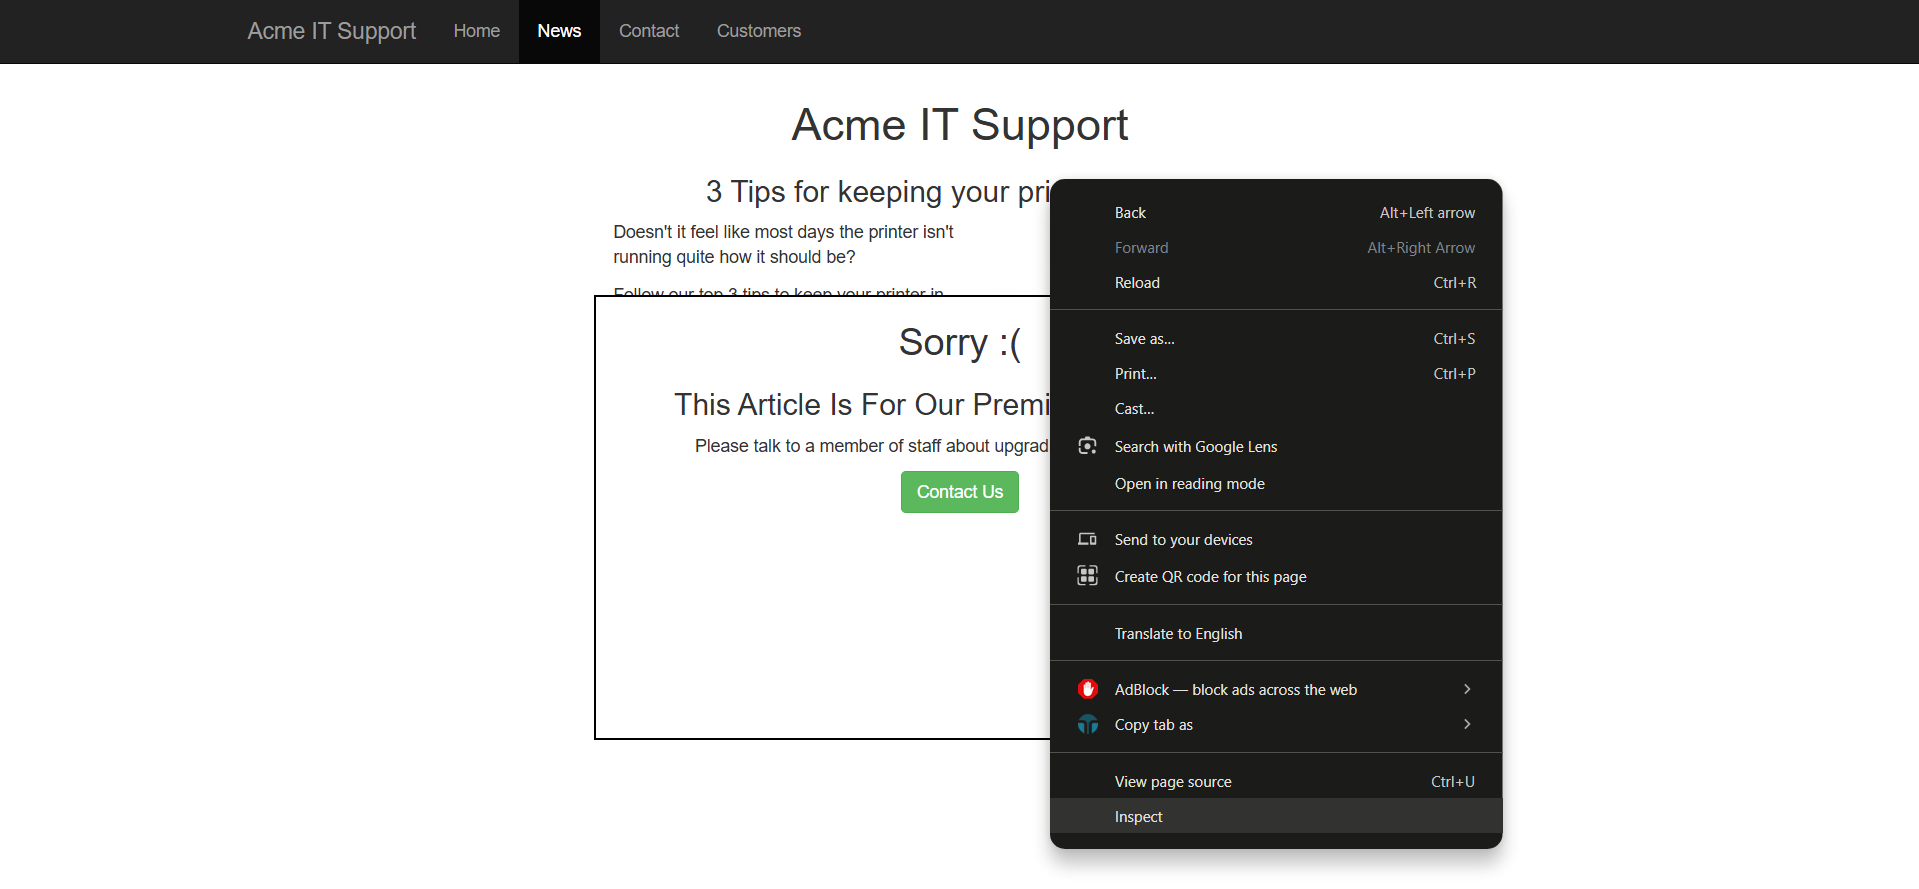 Acme IT Support Home News Contact Customers
Acme IT Support
3 Tips for keeping your pri
Doesn't it feel like most days the printer isn't
running quite how it should be?
Follow our top 3 tips to keep your printer in
Sorry :(
This Article Is For Our Premi
Please talk to a member of staff about upgrad
Contact Us
Back Alt+Left arrow
Forward Alt+Right Arrow
Reload Ctrl+R
Save as... Ctrl+S
Print... Ctrl+P
Cast...
Search with Google Lens
Open in reading mode
Send to your devices
Create QR code for this page
Translate to English
AdBlock — block ads across the web
Copy tab as
View page source Ctrl+U
Inspect